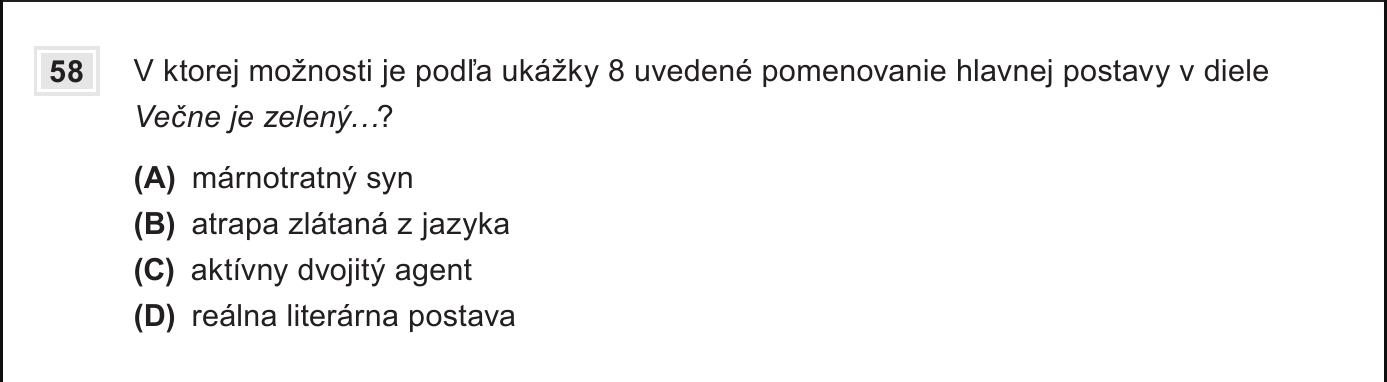 58 V ktorej možnosti je podľa ukážky 8 uvedené pomenovanie hlavnej postavy v diele
Večne je zelený...?
(A) márnotratný syn
(B) atrapa zlátaná z jazyka
(C) aktívny dvojitý agent
(D) reálna literárna postava